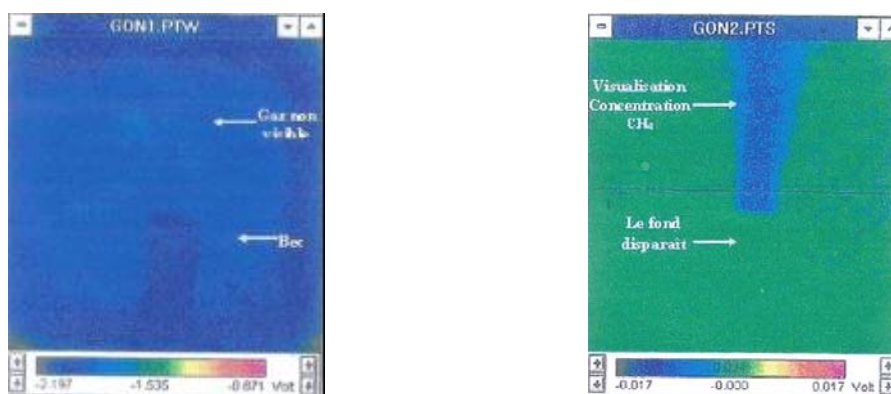 GON1.PTW
Gaz non
visible
Bec
-2.197 -1.535 -0.871 Volt
GON2.PTS
Visualisation
Concentration
CH₄
Le fond
disparait
-0.017 -0.000 0.017 Volt